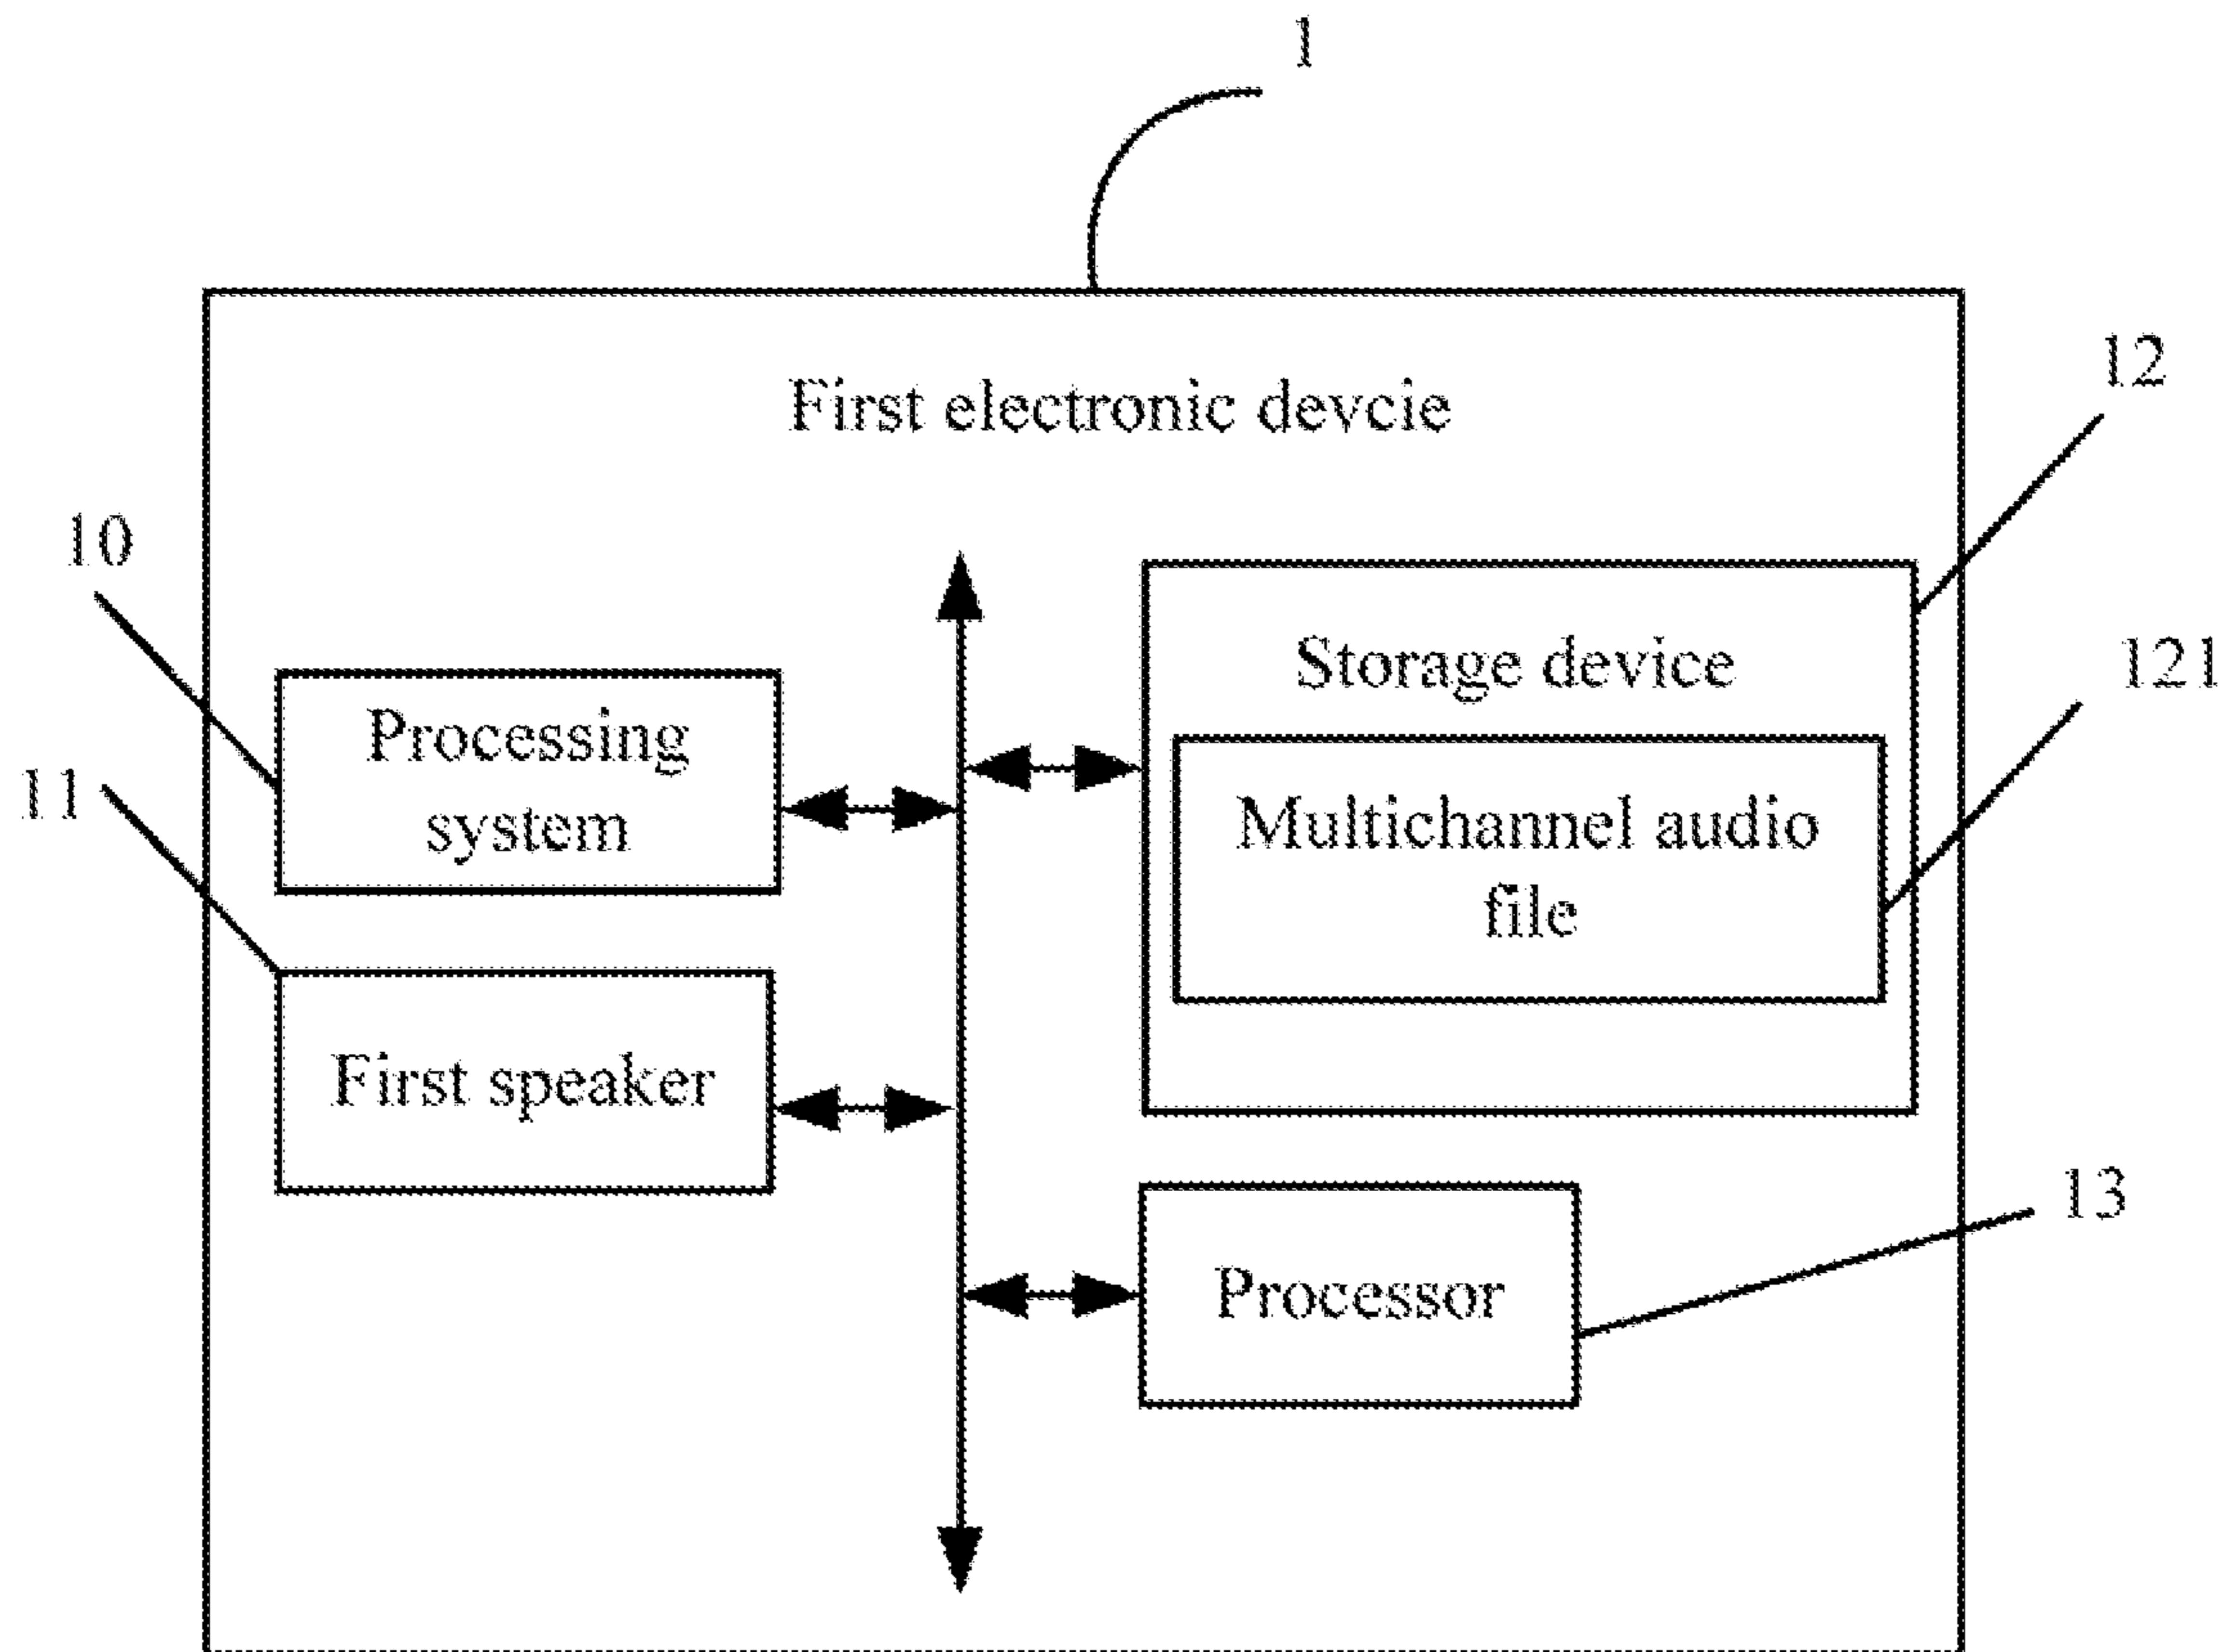 1
First electronic devcie
12
10
Storage device
121
Processing
system
11
Multichannel audio
file
First speaker
13
Processor